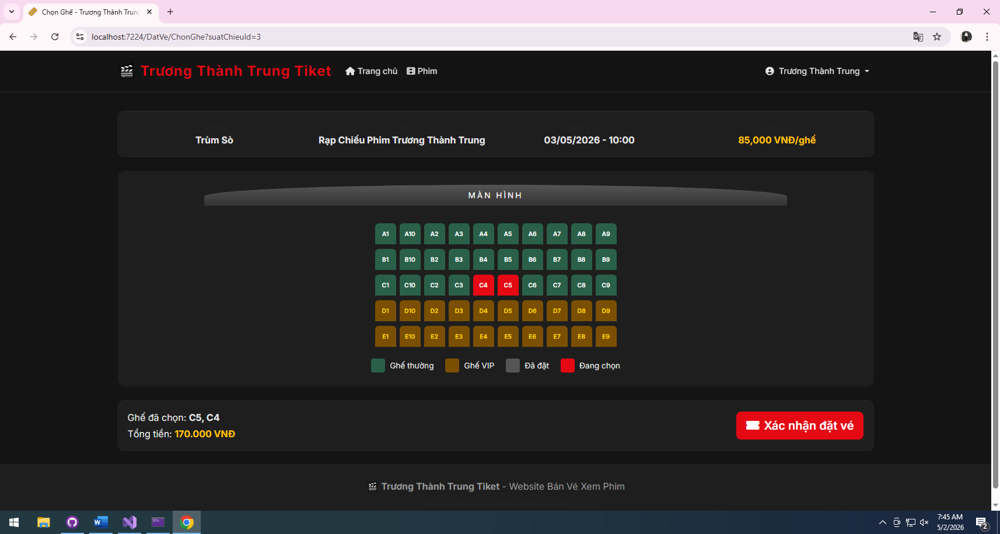 Chọn Ghế - Trương Thành Trung
localhost:7224/DatVe/ChonGhe?suatChieuId=3
Trương Thành Trung Tiket Trang chủ Phim Trương Thành Trung
Trùm Sò Rạp Chiếu Phim Trương Thành Trung 03/05/2026 - 10:00 85,000 VNĐ/ghế
MÀN HÌNH
A1 A10 A2 A3 A4 A5 A6 A7 A8 A9
B1 B10 B2 B3 B4 B5 B6 B7 B8 B9
C1 C10 C2 C3 C4 C5 C6 C7 C8 C9
D1 D10 D2 D3 D4 D5 D6 D7 D8 D9
E1 E10 E2 E3 E4 E5 E6 E7 E8 E9
Ghế thường Ghế VIP Đã đặt Đang chọn
Ghế đã chọn: C5, C4
Tổng tiền: 170.000 VNĐ
Xác nhận đặt vé
Trương Thành Trung Tiket - Website Bán Vé Xem Phim
7:45 AM
5/2/2026
2